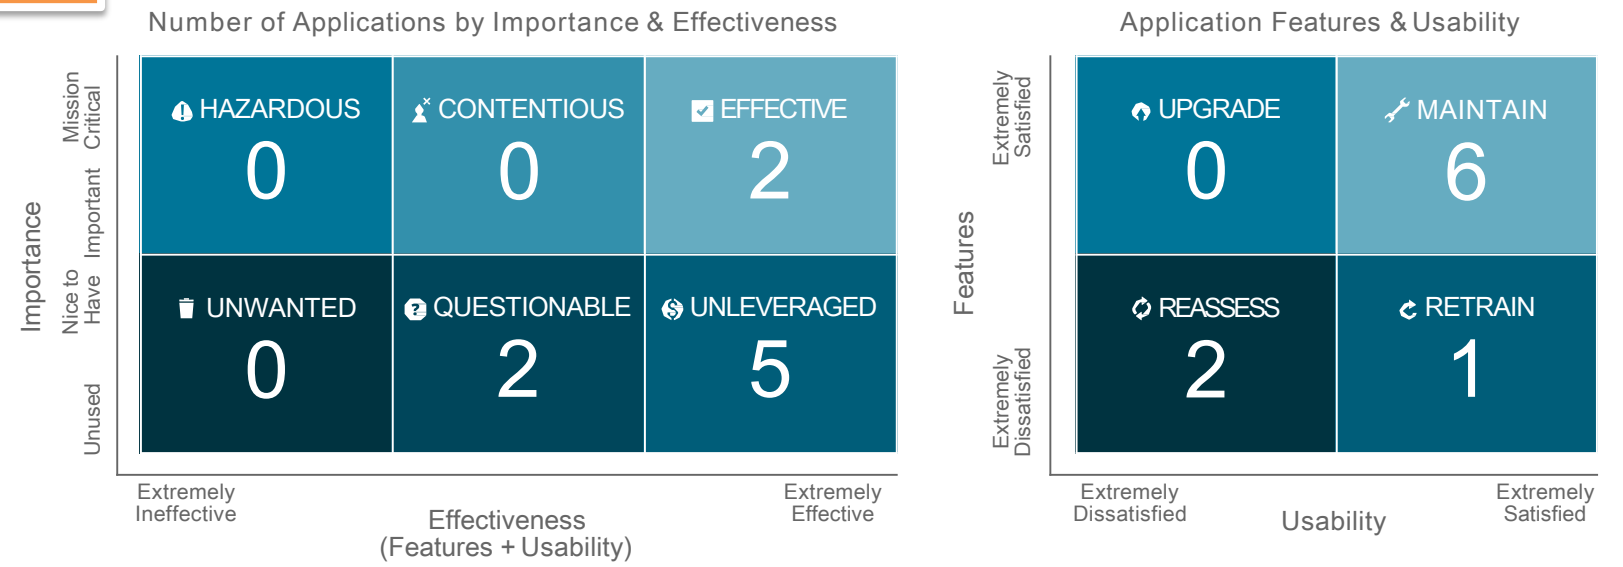 Number of Applications by Importance & Effectiveness
Importance
Mission
Critical
Important
Nice to
Have
Unused
HAZARDOUS
0
CONTENTIOUS
0
EFFECTIVE
2
UNWANTED
0
QUESTIONABLE
2
UNLEVERAGED
5
Extremely
Ineffective
Effectiveness
(Features + Usability)
Extremely
Effective
Application Features & Usability
Features
Extremely
Satisfied
Extremely
Dissatisfied
UPGRADE
0
MAINTAIN
6
REASSESS
2
RETRAIN
1
Extremely
Dissatisfied
Usability
Extremely
Satisfied